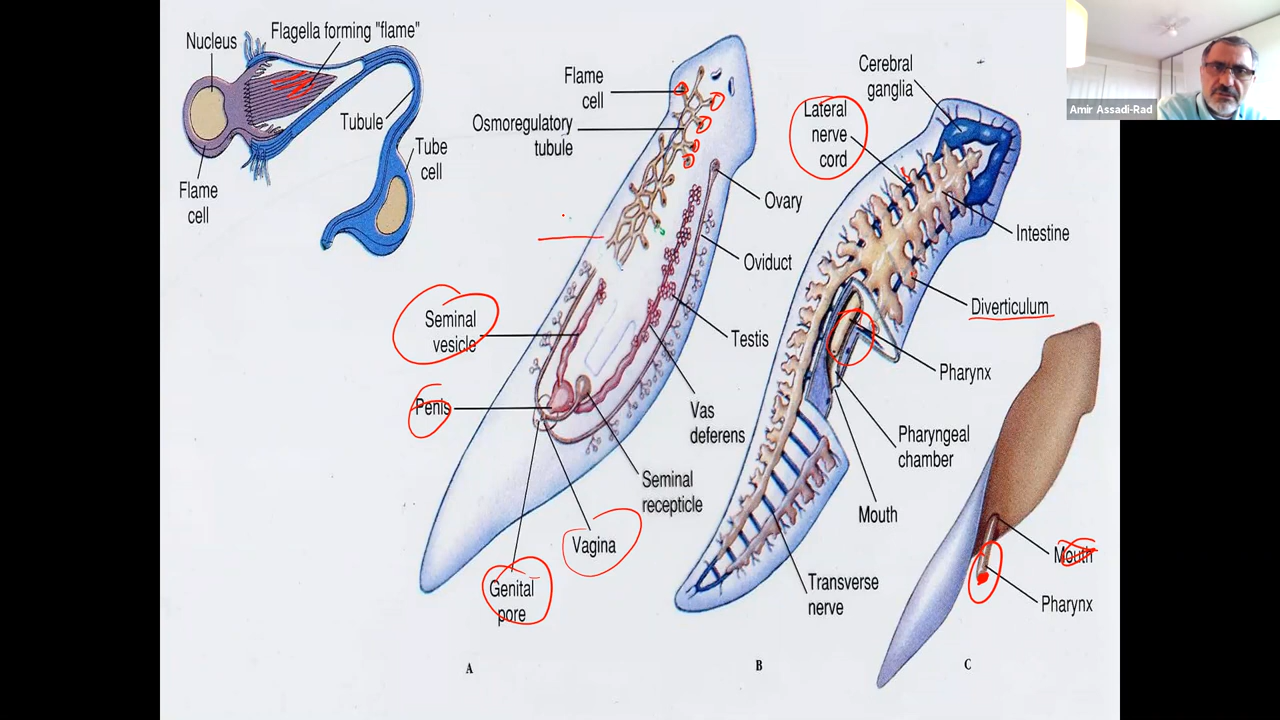 Nucleus
Flagella forming "flame"
Tubule
Tube
cell
Flame
cell
Flame
cell
Osmoregulatory
tubule
Ovary
Oviduct
Testis
Vas
deferens
Seminal
vesicle
Penis
Seminal
recepticle
Vagina
Genital
pore
A
Cerebral
ganglia
Lateral
nerve
cord
Intestine
Diverticulum
Pharynx
Pharyngeal
chamber
Mouth
Transverse
nerve
B
Mouth
Pharynx
C
Amir Assadi-Rad